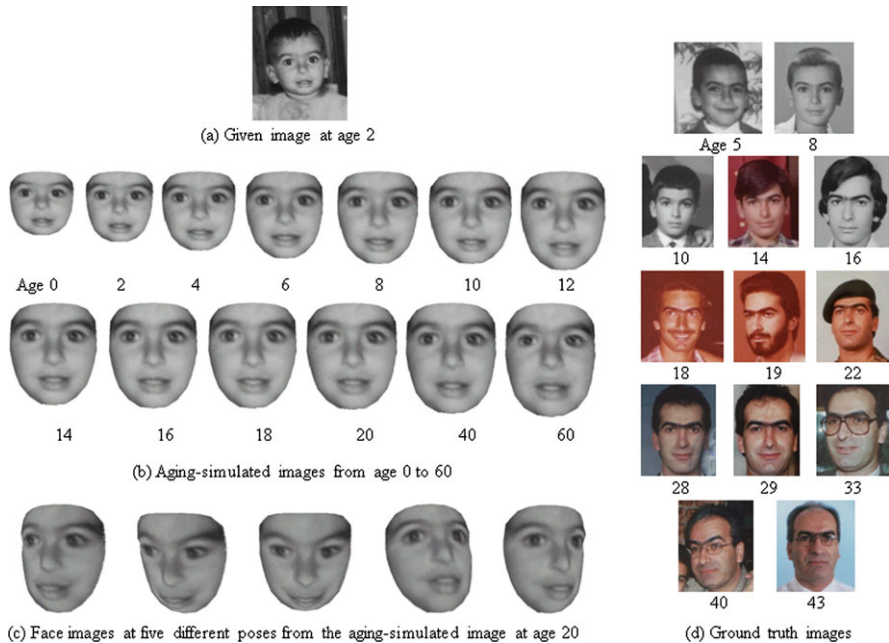 (a) Given image at age 2
Age 0 2 4 6 8 10 12
14 16 18 20 40 60
(b) Aging-simulated images from age 0 to 60
(c) Face images at five different poses from the aging-simulated image at age 20
Age 5 8
10 14 16
18 19 22
28 29 33
40 43
(d) Ground truth images